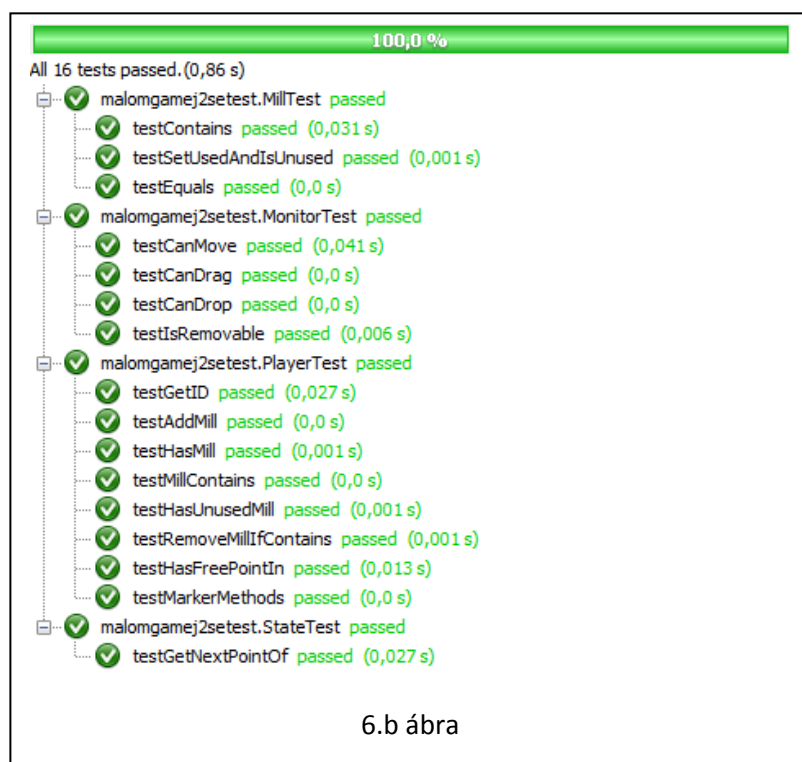 100,0 %
All 16 tests passed.(0,86 s)
malomgamej2setest.MillTest passed
testContains passed (0,031 s)
testSetUsedAndIsUnused passed (0,001 s)
testEquals passed (0,0 s)
malomgamej2setest.MonitorTest passed
testCanMove passed (0,041 s)
testCanDrag passed (0,0 s)
testCanDrop passed (0,0 s)
testIsRemovable passed (0,006 s)
malomgamej2setest.PlayerTest passed
testGetID passed (0,027 s)
testAddMill passed (0,0 s)
testHasMill passed (0,001 s)
testMillContains passed (0,0 s)
testHasUnusedMill passed (0,001 s)
testRemoveMillIfContains passed (0,001 s)
testHasFreePointIn passed (0,013 s)
testMarkerMethods passed (0,0 s)
malomgamej2setest.StateTest passed
testGetNextPointOf passed (0,027 s)
6.b ábra